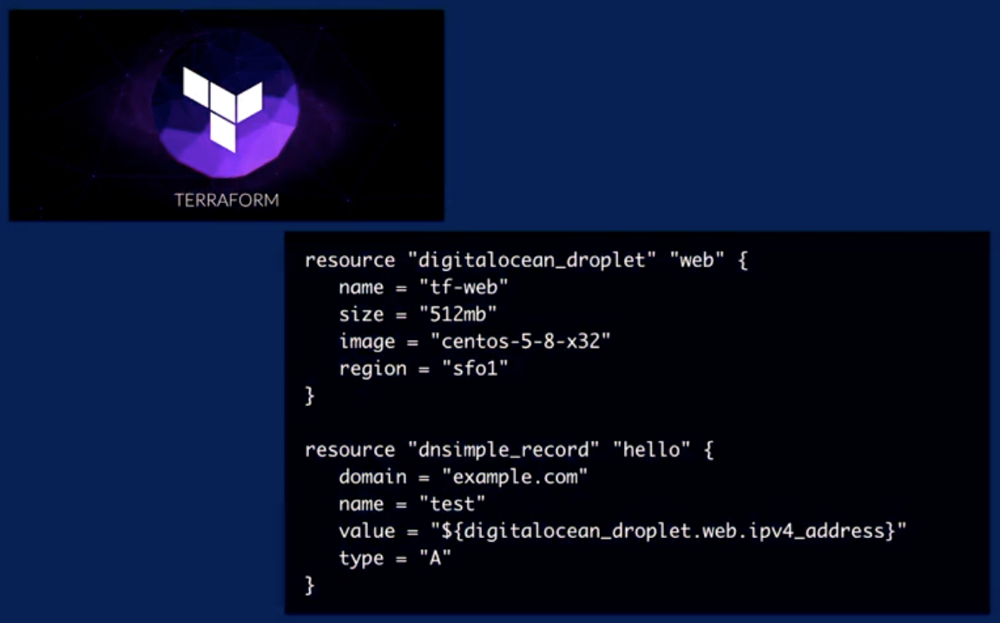 TERRAFORM
resource "digitalocean_droplet" "web" {
   name = "tf-web"
   size = "512mb"
   image = "centos-5-8-x32"
   region = "sfo1"
}

resource "dnsimple_record" "hello" {
   domain = "example.com"
   name = "test"
   value = "${digitalocean_droplet.web.ipv4_address}"
   type = "A"
}